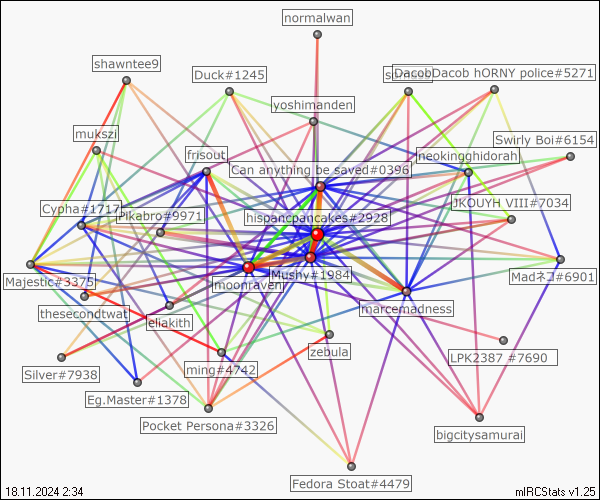 normalwan
shawntee9
Duck#1245
DacobDacob hORNY police#5271
yoshimanden
mukszi
Swirly Boi#6154
frisout
neokingghidorah
Can anything be saved#0396
Cypha#1717
Pikabro#9971
JKOUYH VIII#7034
hispancpancakes#2928
Majestic#3375
moonraven
Mushy#1984
Madネコ#6901
thesecondtwat
eliakith
marcemadness
zebula
LPK2387 #7690
Silver#7938
ming#4742
Eg.Master#1378
Pocket Persona#3326
bigcitysamurai
Fedora Stoat#4479
18.11.2024 2:34
mIRCStats v1.25